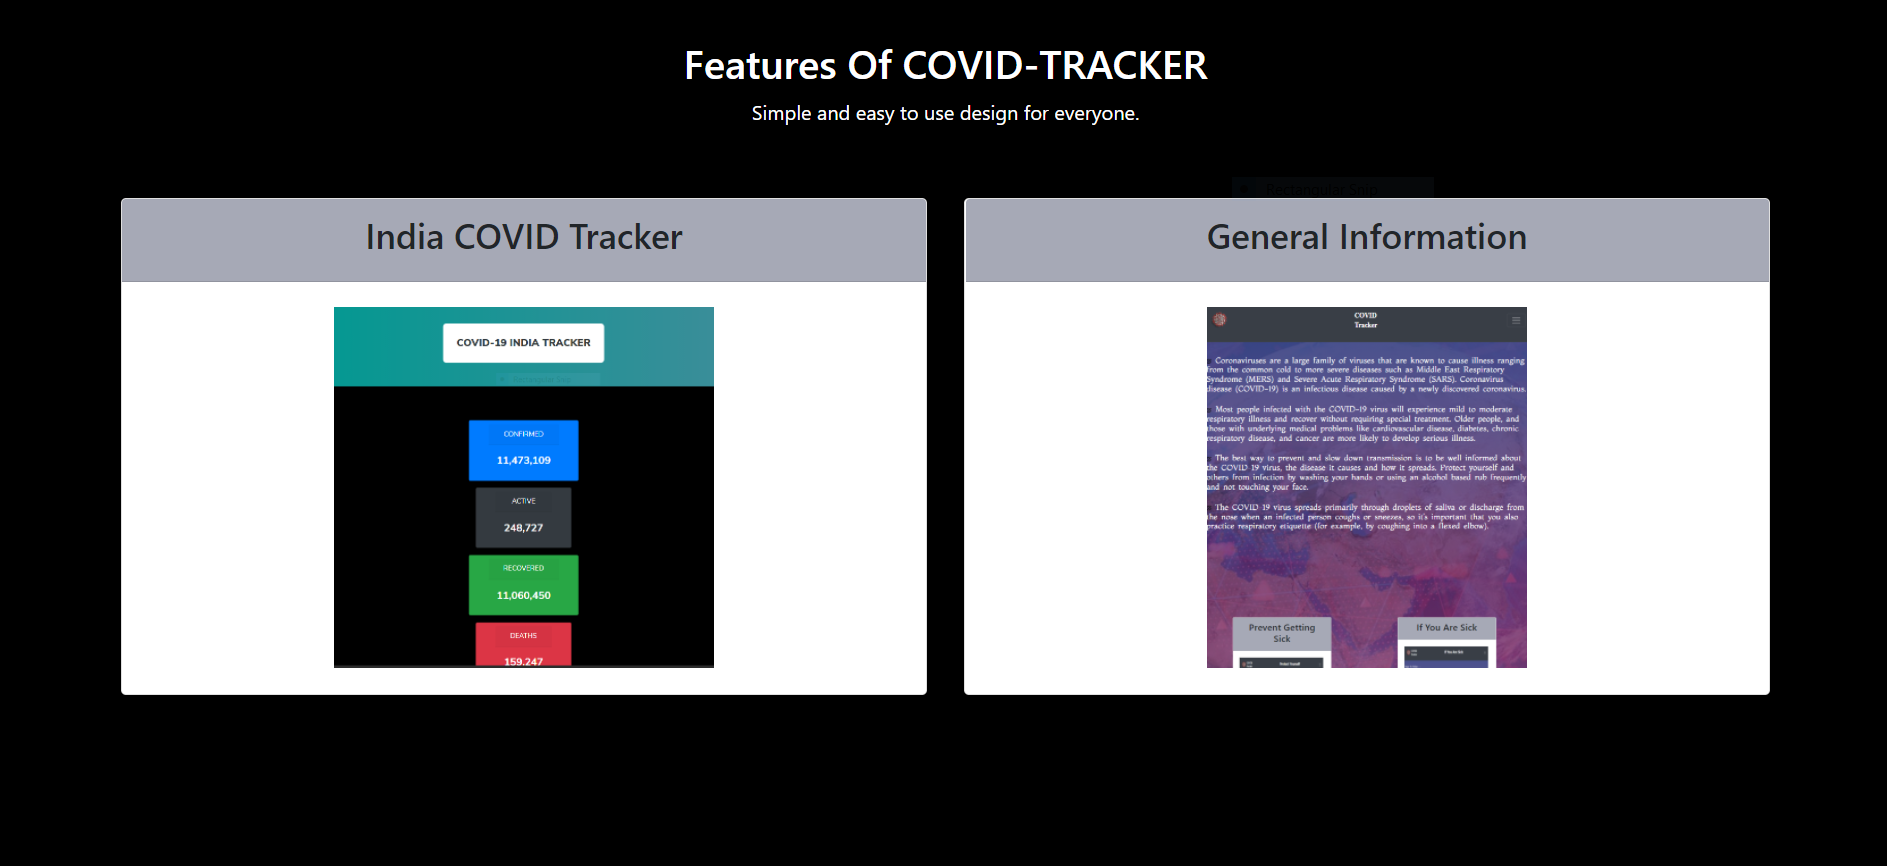 Features Of COVID-TRACKER
Simple and easy to use design for everyone.
Rectangular Snip
India COVID Tracker
COVID-19 INDIA TRACKER
CONFIRMED
11,473,109
ACTIVE
248,727
RECOVERED
11,060,450
DEATHS
159,247
General Information
COVID
Tracker
Coronaviruses are a large family of viruses that are known to cause illness ranging
from the common cold to more severe diseases such as Middle East Respiratory
Syndrome (MERS) and Severe Acute Respiratory Syndrome (SARS). Coronavirus
disease (COVID-19) is an infectious disease caused by a newly discovered coronavirus.
Most people infected with the COVID-19 virus will experience mild to moderate
respiratory illness and recover without requiring special treatment. Older people, and
those with underlying medical problems like cardiovascular disease, diabetes, chronic
respiratory disease, and cancer are more likely to develop serious illness.
The best way to prevent and slow down transmission is to be well informed about
the COVID-19 virus, the disease it causes and how it spreads. Protect yourself and
others from infection by washing your hands or using an alcohol based rub frequently
and not touching your face.
The COVID-19 virus spreads primarily through droplets of saliva or discharge from
the nose when an infected person coughs or sneezes, so it's important that you also
practice respiratory etiquette (for example, by coughing into a flexed elbow).
Prevent Getting
Sick
If You Are Sick